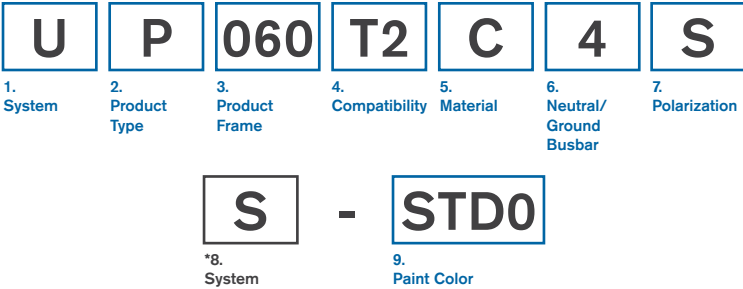 U P 060 T2 C 4 S
1. 2. 3. 4. 5. 6. 7.
System Product Product Compatibility Material Neutral/ Polarization
Type Frame Ground
Busbar
S - STD0
*8. 9.
System Paint Color